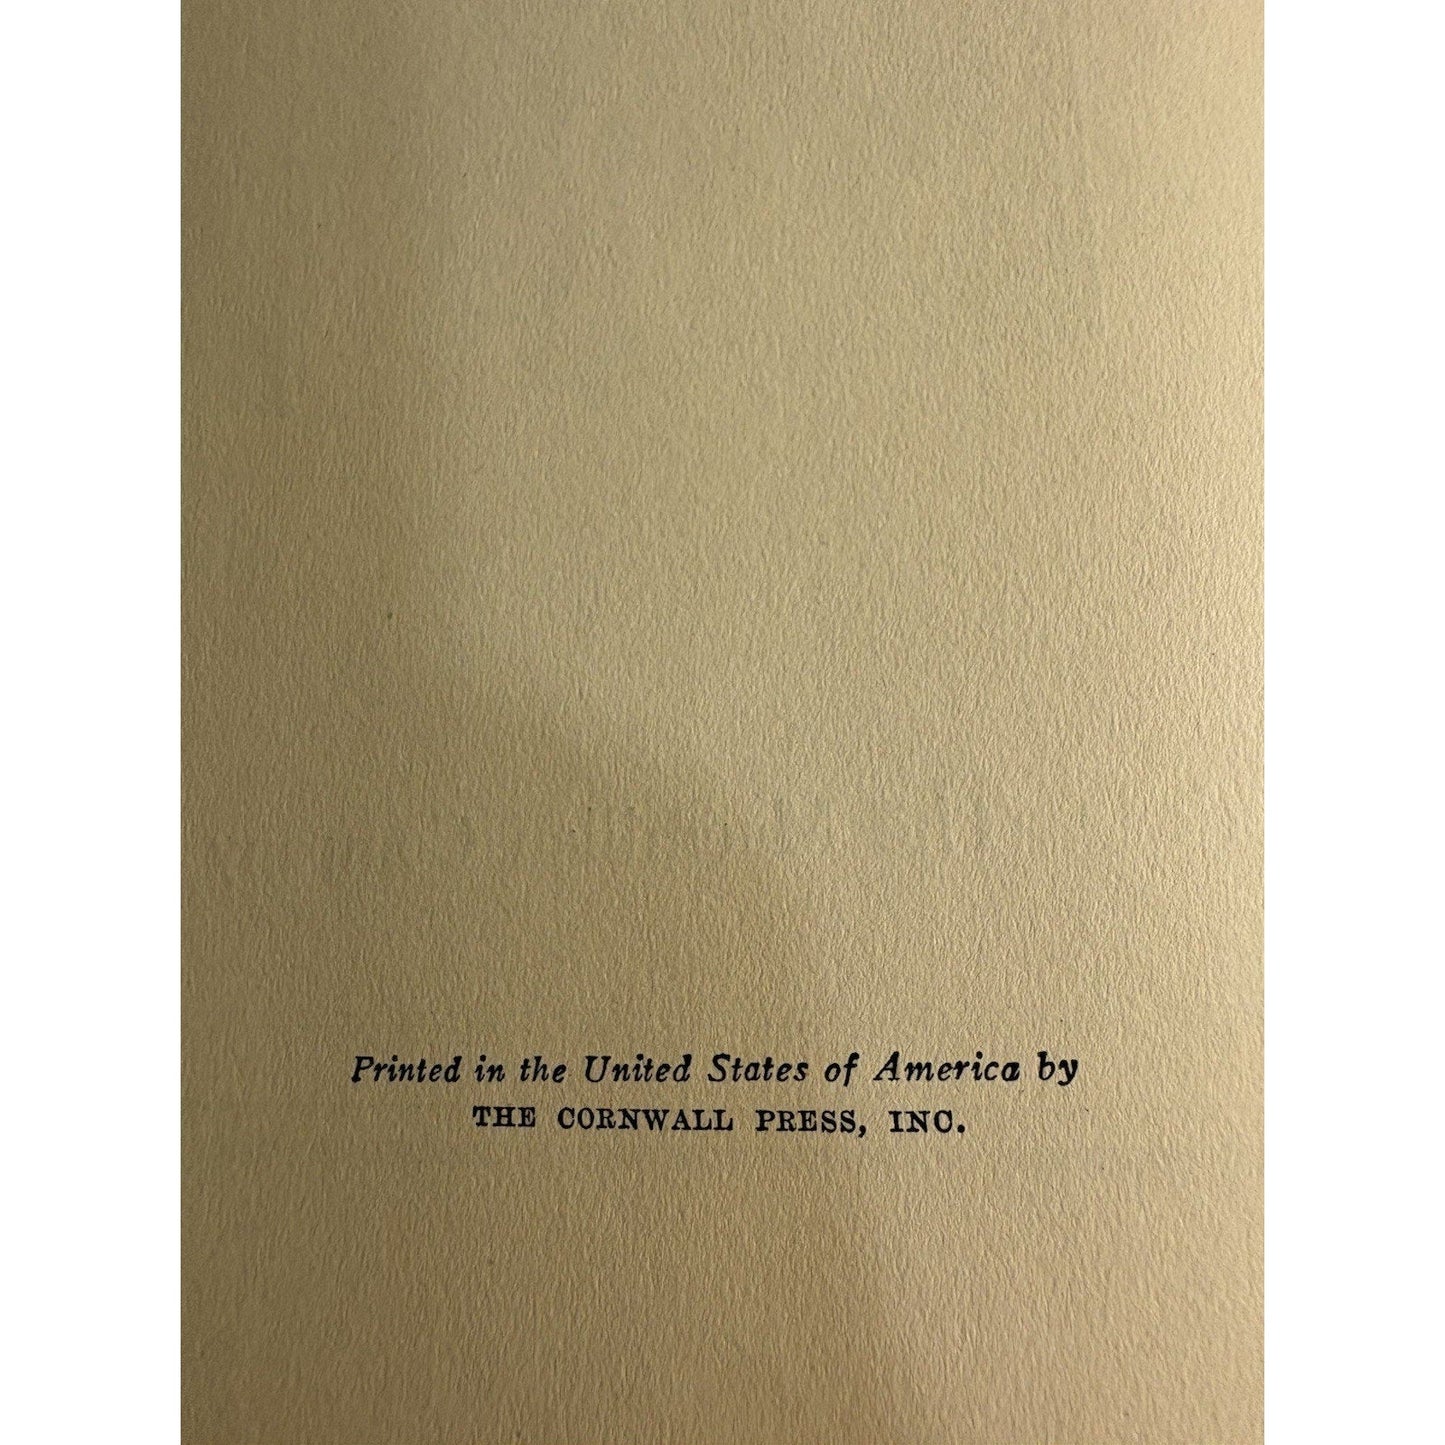 Printed in the United States of America by
THE CORNWALL PRESS, INC.